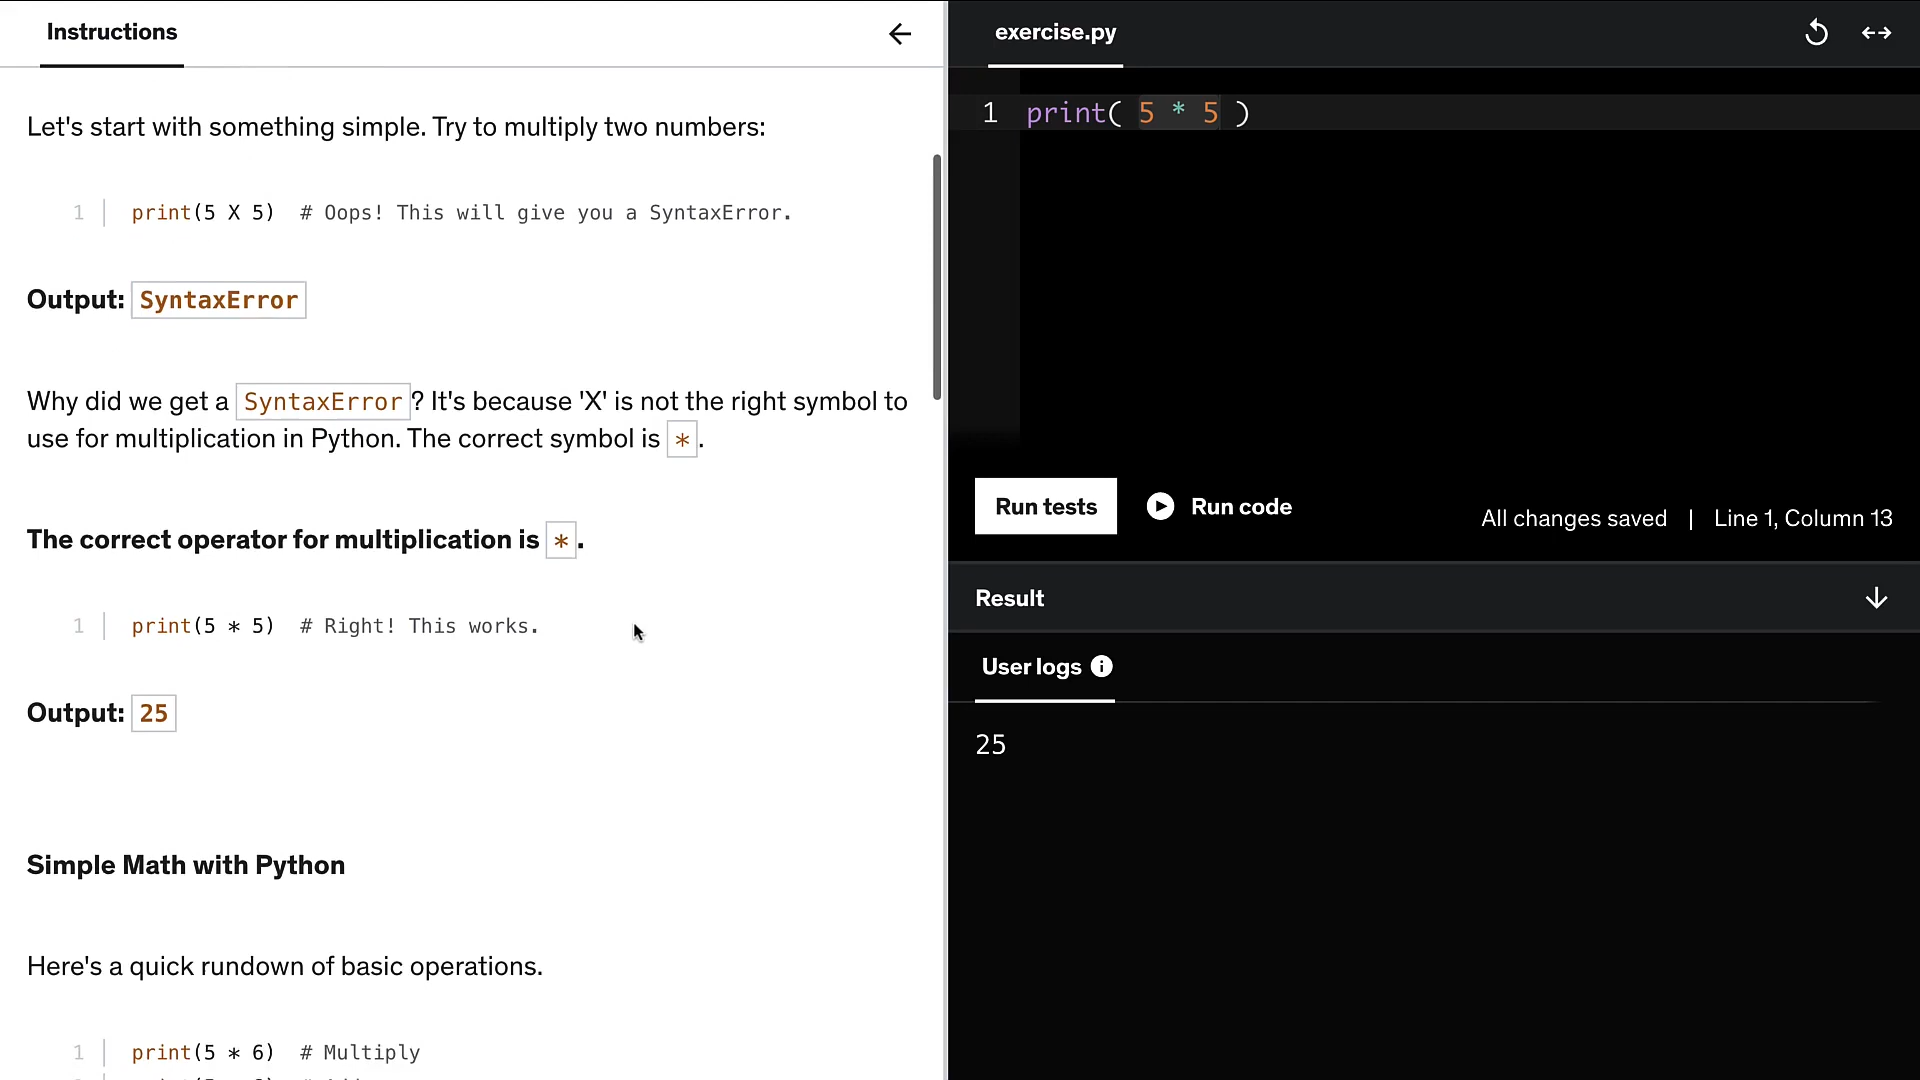 Instructions
Let's start with something simple. Try to multiply two numbers:
1 print(5 X 5)  # Oops! This will give you a SyntaxError.
Output: SyntaxError
Why did we get a SyntaxError? It's because 'X' is not the right symbol to
use for multiplication in Python. The correct symbol is *.
The correct operator for multiplication is *.
1 print(5 * 5)  # Right! This works.
Output: 25
Simple Math with Python
Here's a quick rundown of basic operations.
1 print(5 * 6)  # Multiply
exercise.py
1 print( 5 * 5 )
Run tests
Run code
All changes saved | Line 1, Column 13
Result
User logs
25